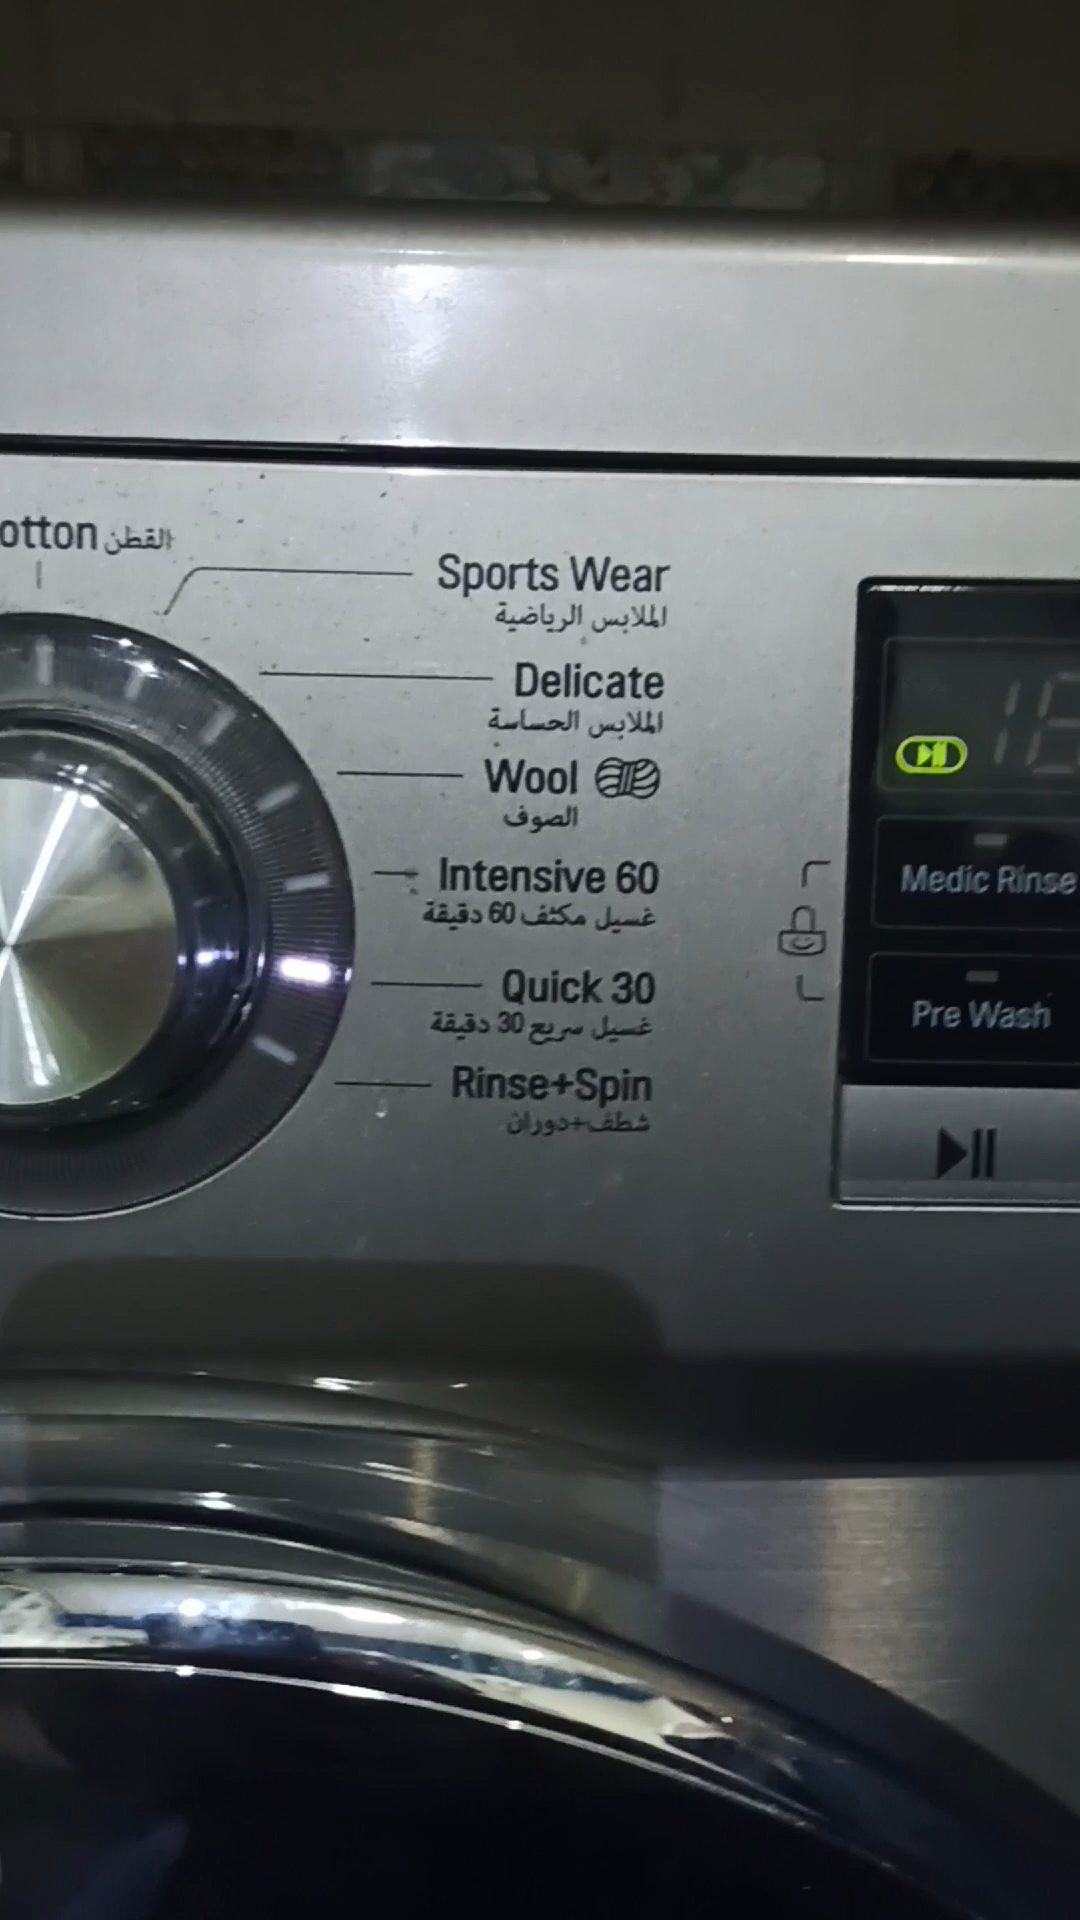 otton القطن
Sports Wear
الملابس الرياضية
Delicate
الملابس الحساسة
Wool
الصوف
Intensive 60
غسيل مكثف 60 دقيقة
Quick 30
غسيل سريع 30 دقيقة
Rinse+Spin
شطف+دوران
Medic Rinse
Pre Wash